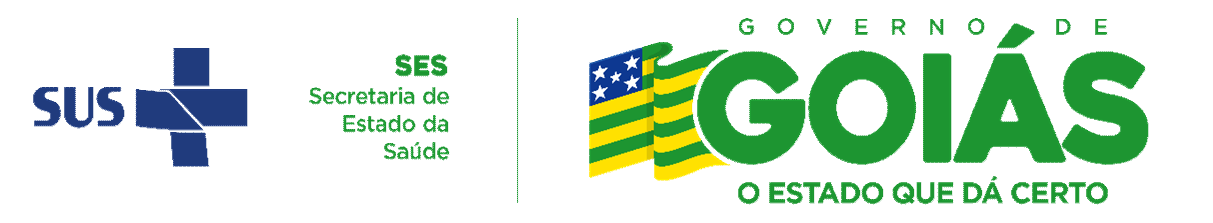 SUS
SES
Secretaria de
Estado da
Saúde
GOVERNO DE
GOIÁS
O ESTADO QUE DÁ CERTO